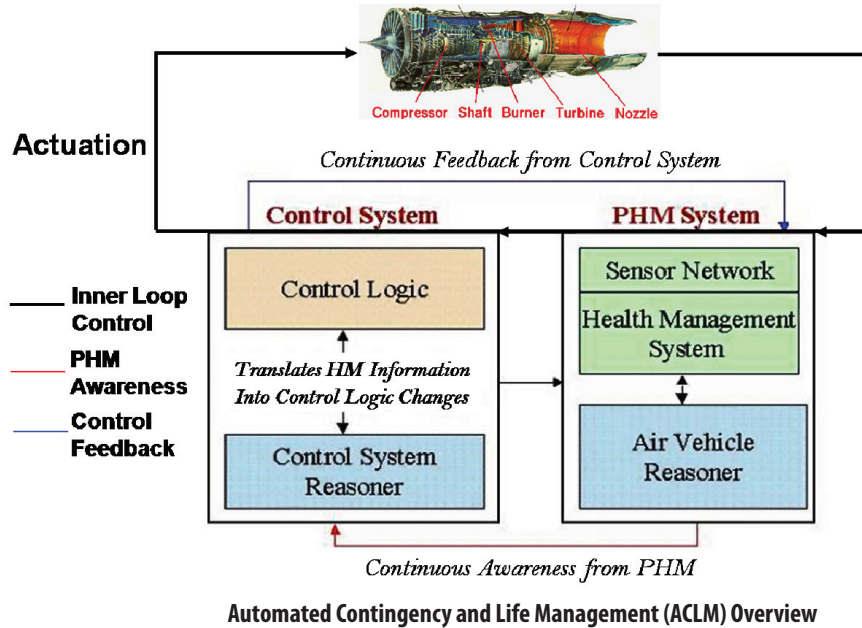 Compressor Shaft Burner Turbine Nozzle
Actuation
Continuous Feedback from Control System
Control System
PHM System
Control Logic
Sensor Network
Health Management
System
Inner Loop
Control
PHM
Awareness
Control
Feedback
Translates HM Information
Into Control Logic Changes
Control System
Reasoner
Air Vehicle
Reasoner
Continuous Awareness from PHM
Automated Contingency and Life Management (ACLM) Overview